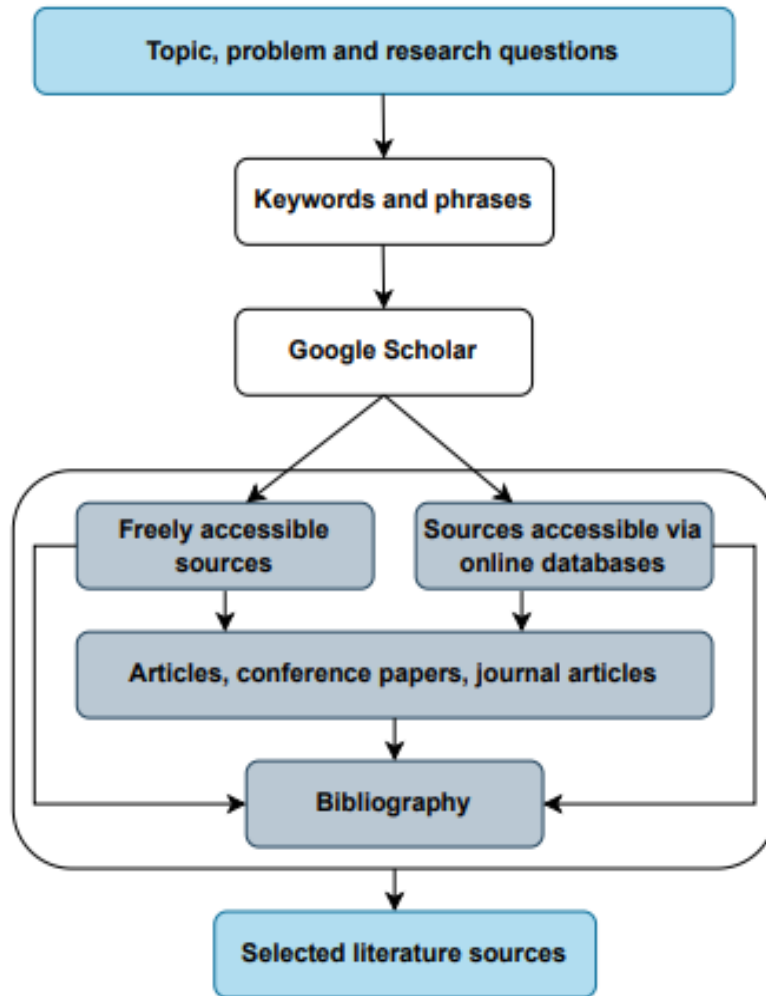 Topic, problem and research questions
Keywords and phrases
Google Scholar
Freely accessible
sources
Sources accessible via
online databases
Articles, conference papers, journal articles
Bibliography
Selected literature sources